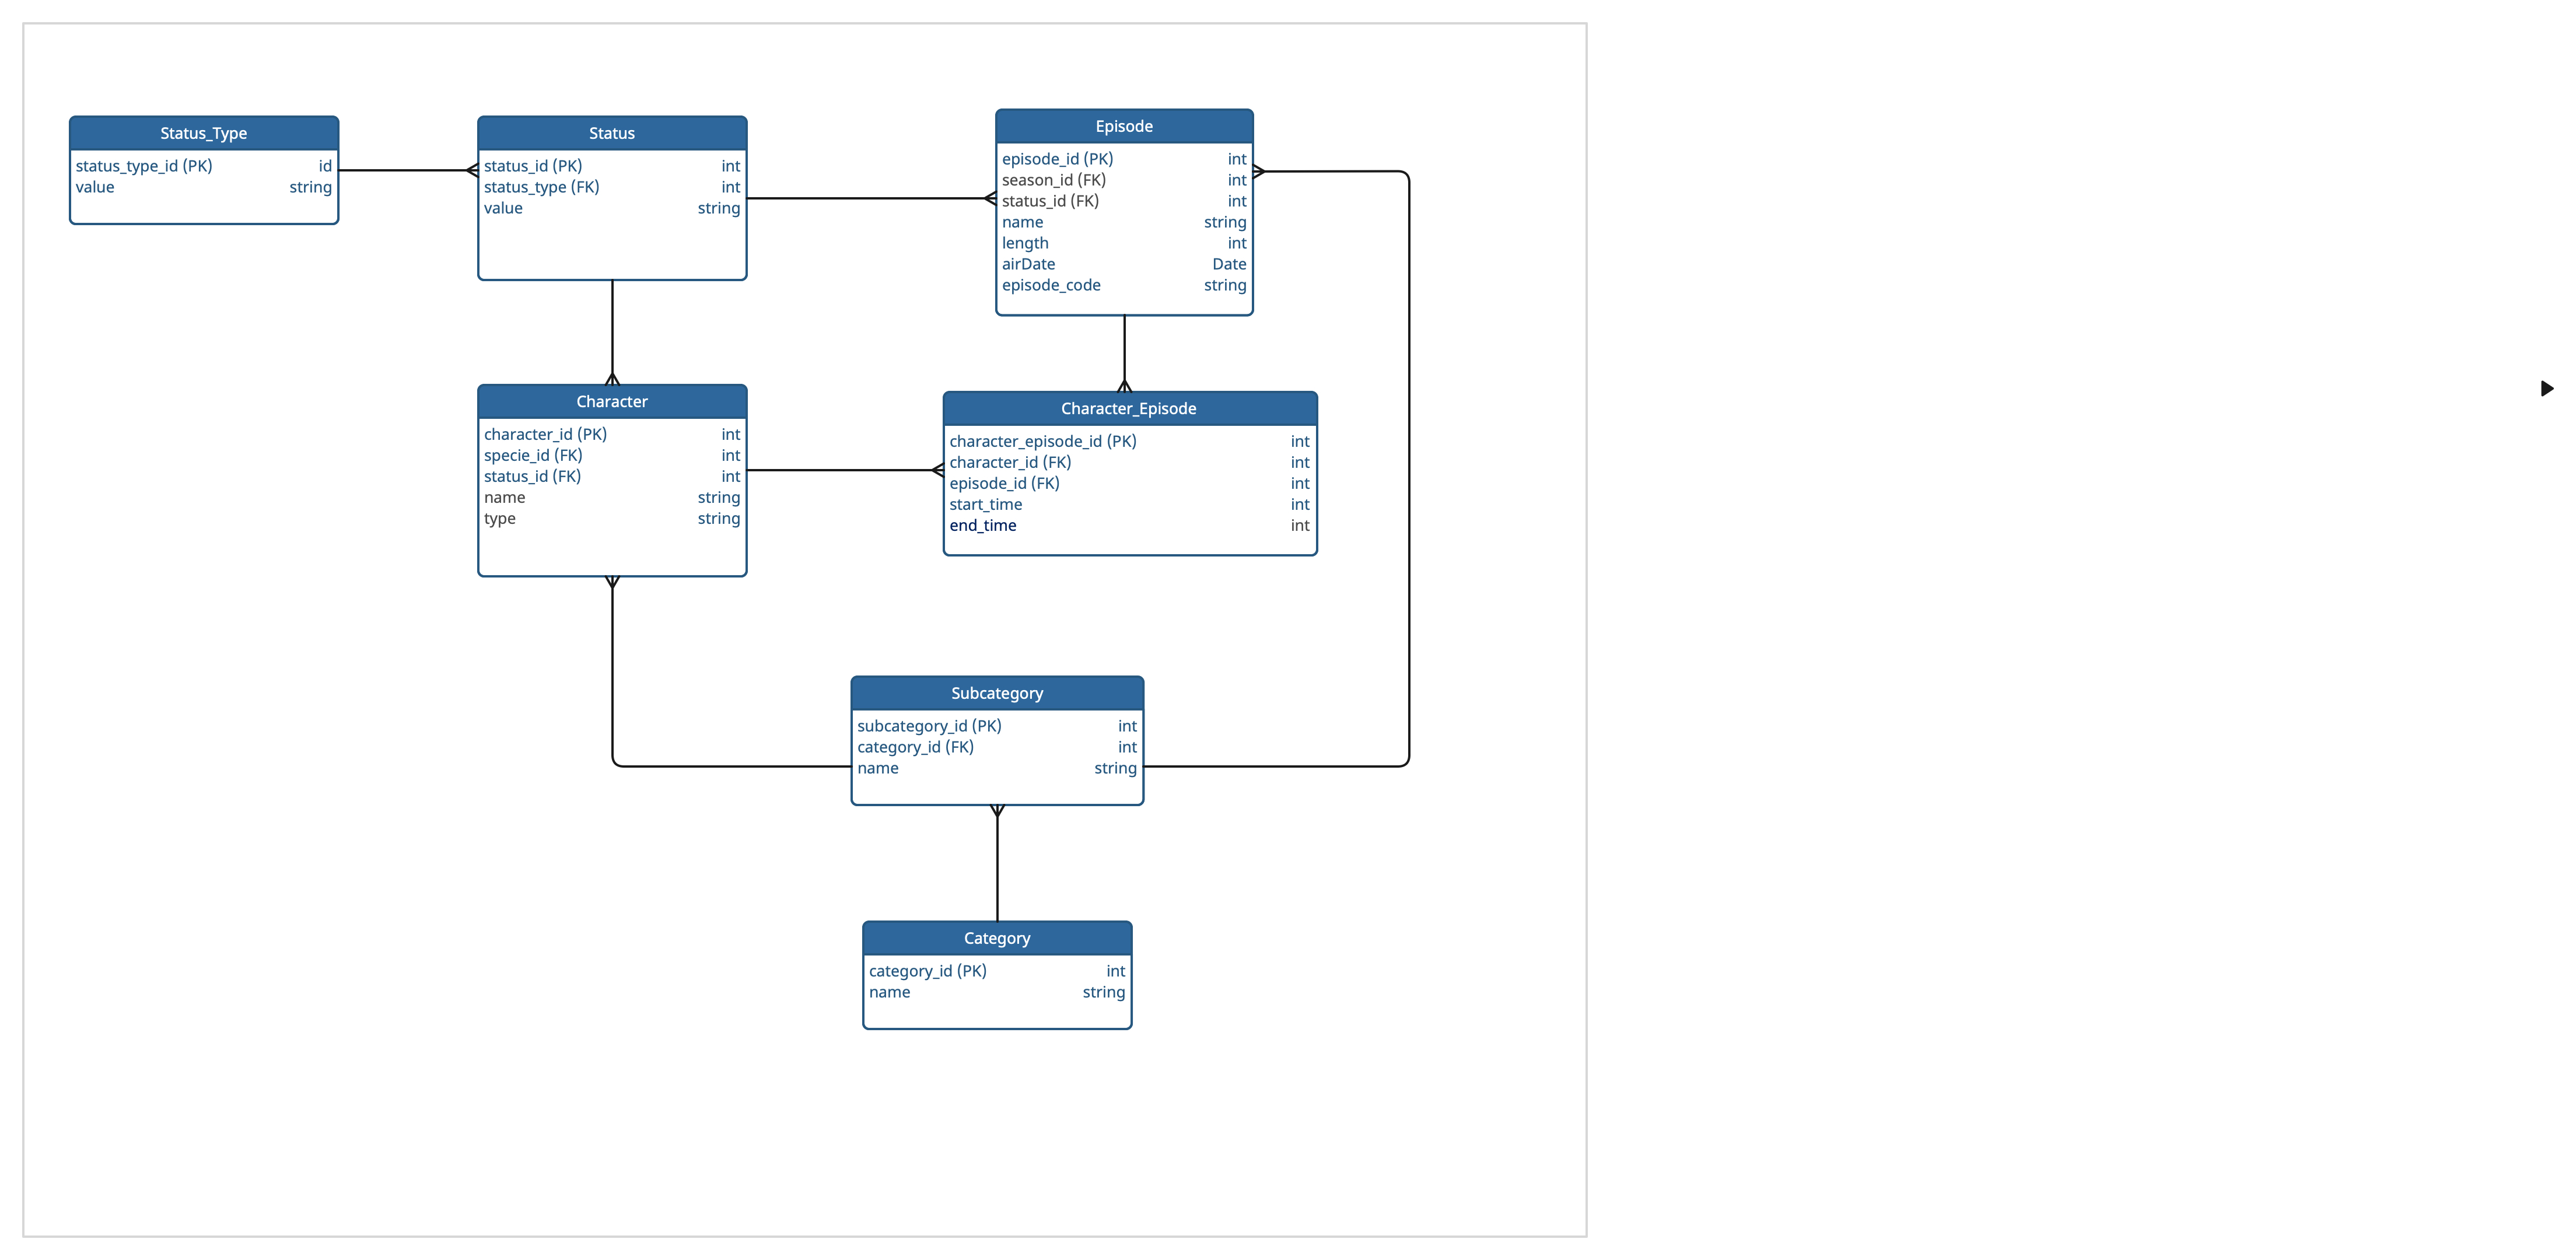 Status_Type
status_type_id (PK) id
value string
Status
status_id (PK) int
status_type (FK) int
value string
Episode
episode_id (PK) int
season_id (FK) int
status_id (FK) int
name string
length int
airDate Date
episode_code string
Character
character_id (PK) int
specie_id (FK) int
status_id (FK) int
name string
type string
Character_Episode
character_episode_id (PK) int
character_id (FK) int
episode_id (FK) int
start_time int
end_time int
Subcategory
subcategory_id (PK) int
category_id (FK) int
name string
Category
category_id (PK) int
name string